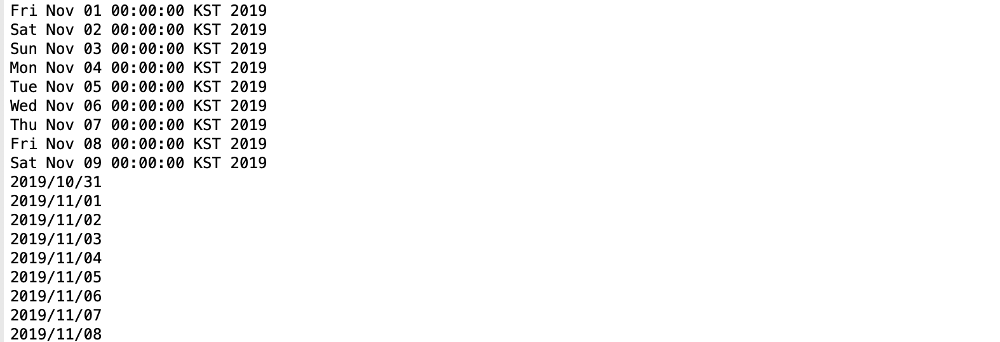 Fri Nov 01 00:00:00 KST 2019
Sat Nov 02 00:00:00 KST 2019
Sun Nov 03 00:00:00 KST 2019
Mon Nov 04 00:00:00 KST 2019
Tue Nov 05 00:00:00 KST 2019
Wed Nov 06 00:00:00 KST 2019
Thu Nov 07 00:00:00 KST 2019
Fri Nov 08 00:00:00 KST 2019
Sat Nov 09 00:00:00 KST 2019
2019/10/31
2019/11/01
2019/11/02
2019/11/03
2019/11/04
2019/11/05
2019/11/06
2019/11/07
2019/11/08